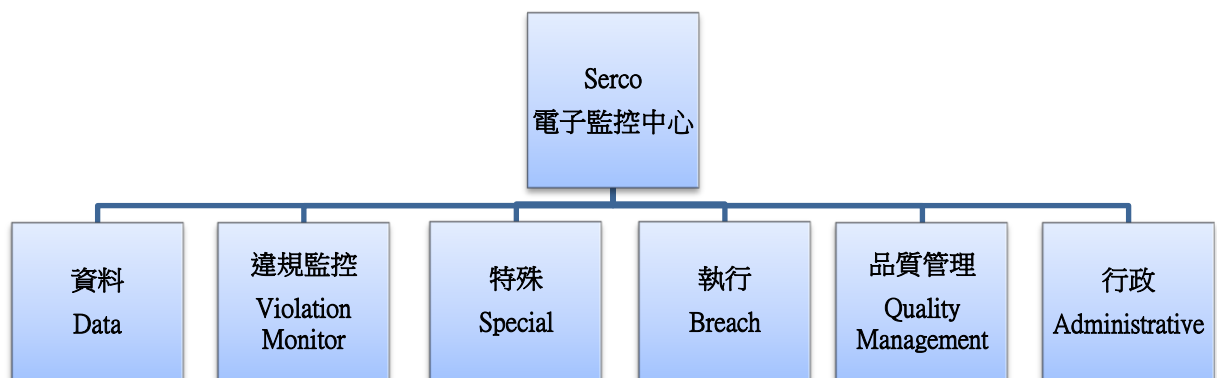 Serco
電子監控中心
資料
Data
違規監控
Violation
Monitor
特殊
Special
執行
Breach
品質管理
Quality
Management
行政
Administrative